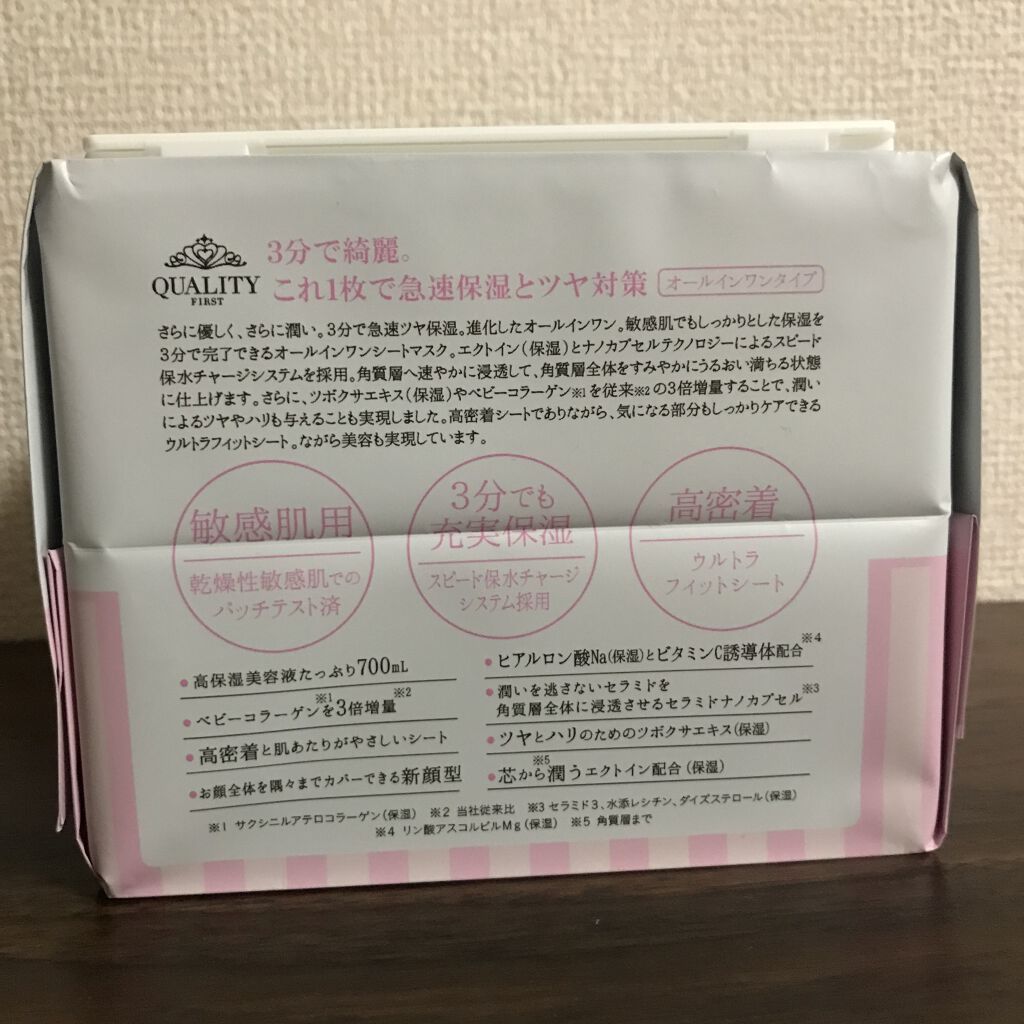 QUALITY
FIRST
3分で綺麗。
これ1枚で急速保湿とツヤ対策 オールインワンタイプ
さらに優しく、さらに潤い。3分で急速ツヤ保湿。進化したオールインワン。敏感肌でもしっかりとした保湿を
3分で完了できるオールインワンシートマスク。エクトイン(保湿)とナノカプセルテクノロジーによるスピード
保水チャージシステムを採用。角質層へ速やかに浸透して、角質層全体をすみやかにうるおい満ちる状態
に仕上げます。さらに、ツボクサエキス(保湿)やベビーコラーゲン※1を従来※2の3倍増量することで、潤い
によるツヤやハリも与えることも実現しました。高密着シートでありながら、気になる部分もしっかりケアできる
ウルトラフィットシート。ながら美容も実現しています。
敏感肌用
乾燥性敏感肌での
パッチテスト済
3分でも
充実保湿
スピード保水チャージ
システム採用
高密着
ウルトラ
フィットシート
・高保湿美容液たっぷり700mL
・ベビーコラーゲン※1を3倍増量※2
・高密着と肌あたりがやさしいシート
・お顔全体を隅々までカバーできる新顔型
・ヒアルロン酸Na(保湿)とビタミンC誘導体配合※4
・潤いを逃さないセラミドを
角質層全体に浸透させるセラミドナノカプセル※3
・ツヤとハリのためのツボクサエキス(保湿)
・芯から※5潤うエクトイン配合(保湿)
※1 サクシニルアテロコラーゲン(保湿) ※2 当社従来比 ※3 セラミド3、水添レシチン、ダイズステロール(保湿)
※4 リン酸アスコルビルMg(保湿) ※5 角質層まで